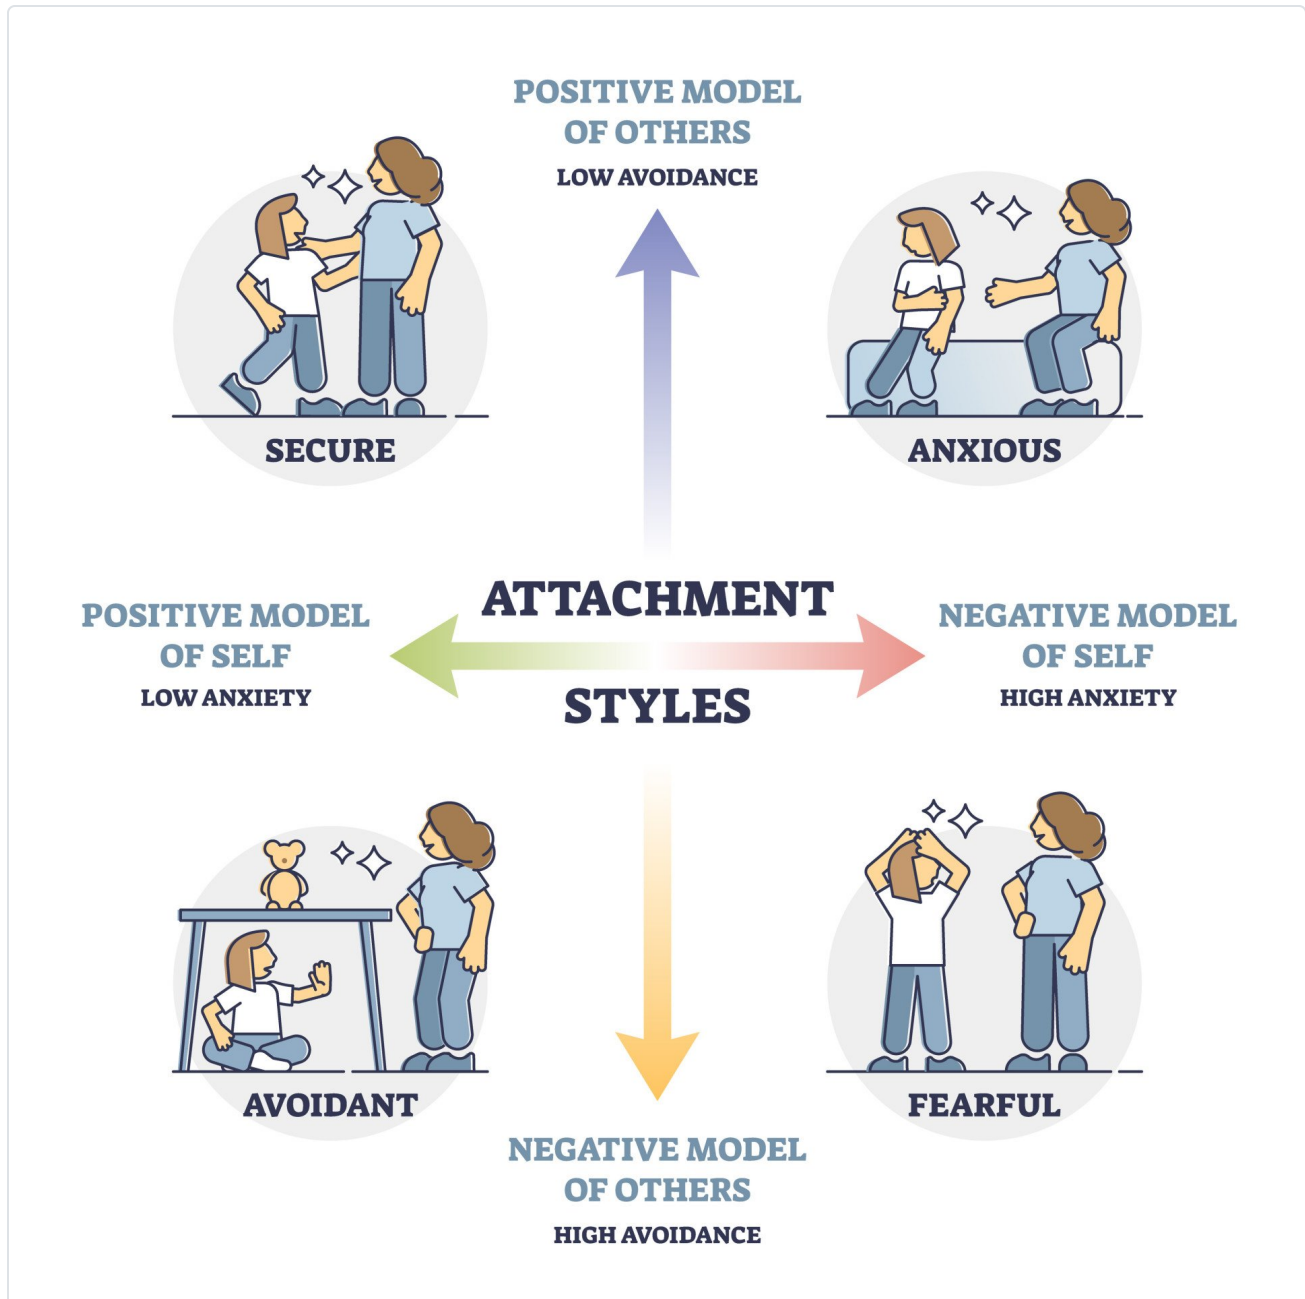 POSITIVE MODEL
OF OTHERS
LOW AVOIDANCE
SECURE
ANXIOUS
ATTACHMENT
STYLES
POSITIVE MODEL
OF SELF
LOW ANXIETY
NEGATIVE MODEL
OF SELF
HIGH ANXIETY
AVOIDANT
FEARFUL
NEGATIVE MODEL
OF OTHERS
HIGH AVOIDANCE